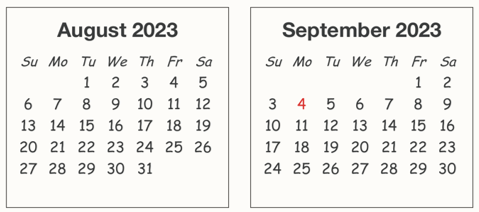 August 2023
Su Mo Tu We Th Fr Sa
1 2 3 4 5
6 7 8 9 10 11 12
13 14 15 16 17 18 19
20 21 22 23 24 25 26
27 28 29 30 31
September 2023
Su Mo Tu We Th Fr Sa
1 2
3 4 5 6 7 8 9
10 11 12 13 14 15 16
17 18 19 20 21 22 23
24 25 26 27 28 29 30